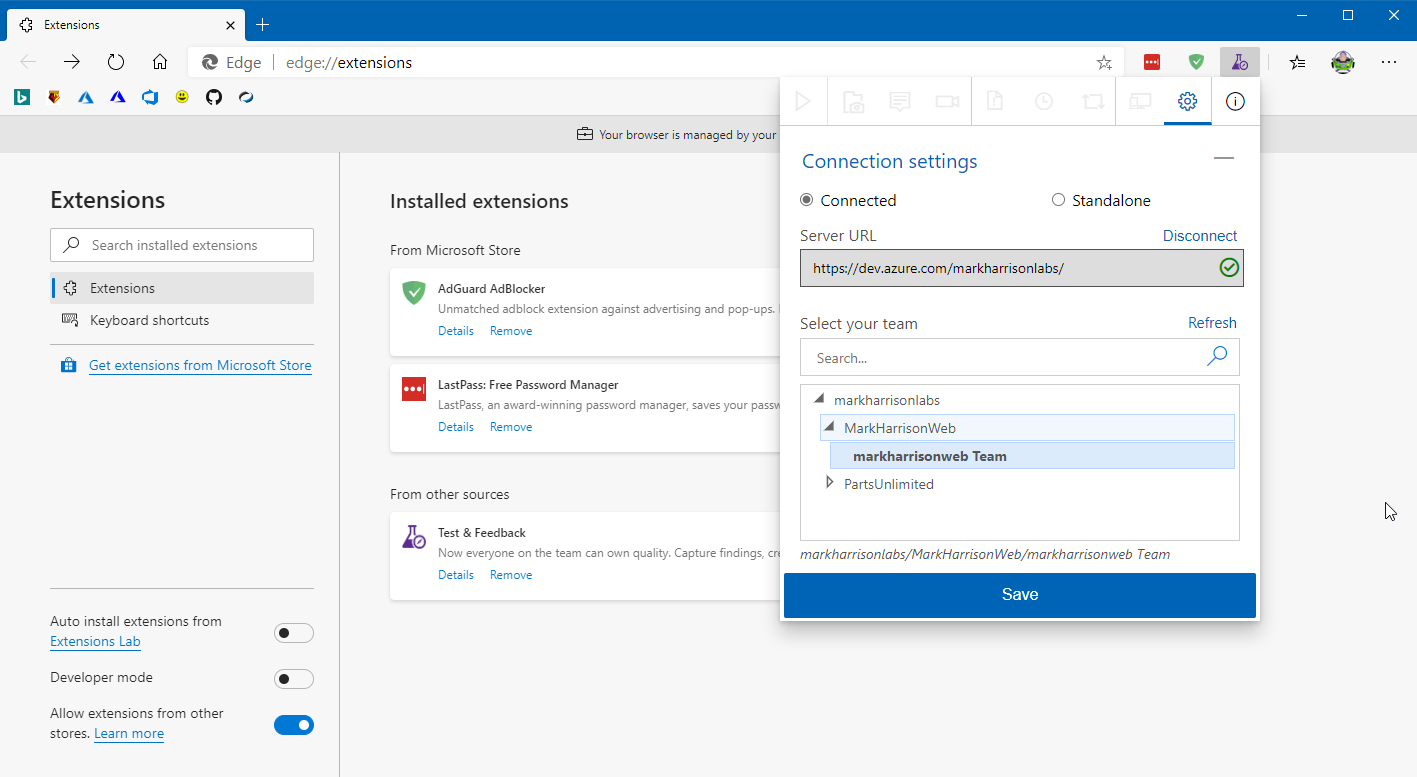 Extensions
Edge
edge://extensions
Your browser is managed by your
Extensions
Search installed extensions
Extensions
Keyboard shortcuts
Get extensions from Microsoft Store
Auto install extensions from
Extensions Lab
Developer mode
Allow extensions from other
stores. Learn more
Installed extensions
From Microsoft Store
AdGuard AdBlocker
Unmatched adblock extension against advertising and pop-ups.
Details Remove
LastPass: Free Password Manager
LastPass, an award-winning password manager, saves your passw
Details Remove
From other sources
Test & Feedback
Now everyone on the team can own quality. Capture findings, cre
Details Remove
Connection settings
Connected Standalone
Server URL Disconnect
https://dev.azure.com/markharrisonlabs/
Select your team Refresh
Search...
markharrisonlabs
MarkHarrisonWeb
markharrisonweb Team
PartsUnlimited
markharrisonlabs/MarkHarrisonWeb/markharrisonweb Team
Save